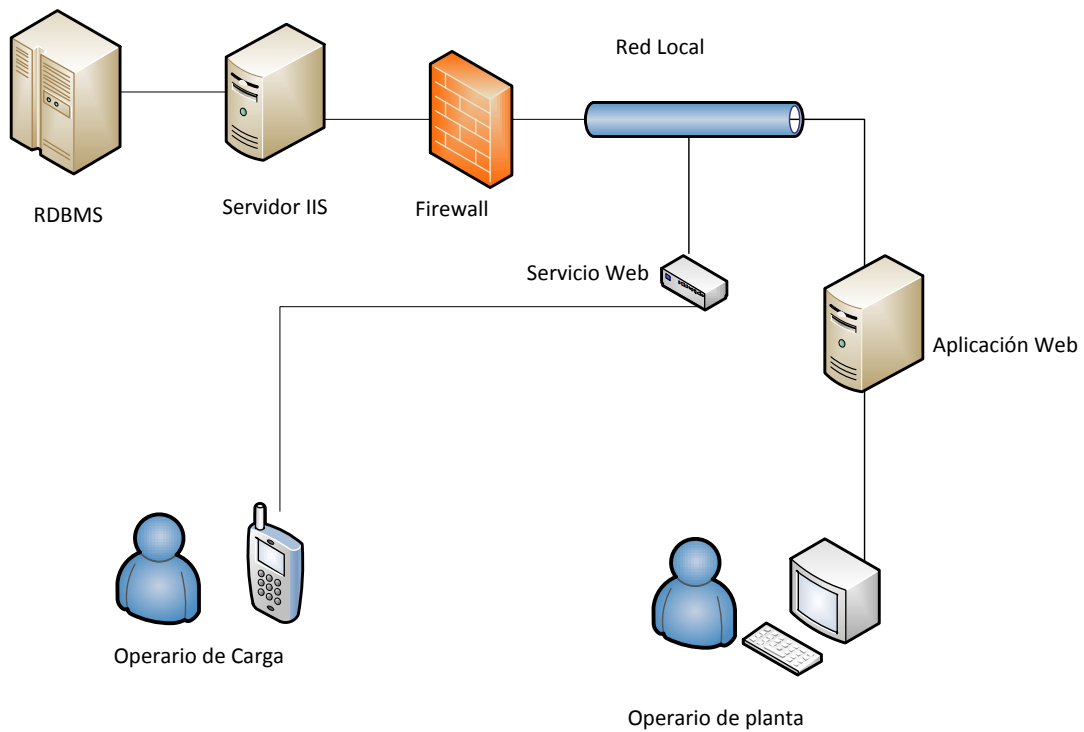 Red Local
RDBMS
Servidor IIS
Firewall
Servicio Web
Aplicación Web
Operario de Carga
Operario de planta